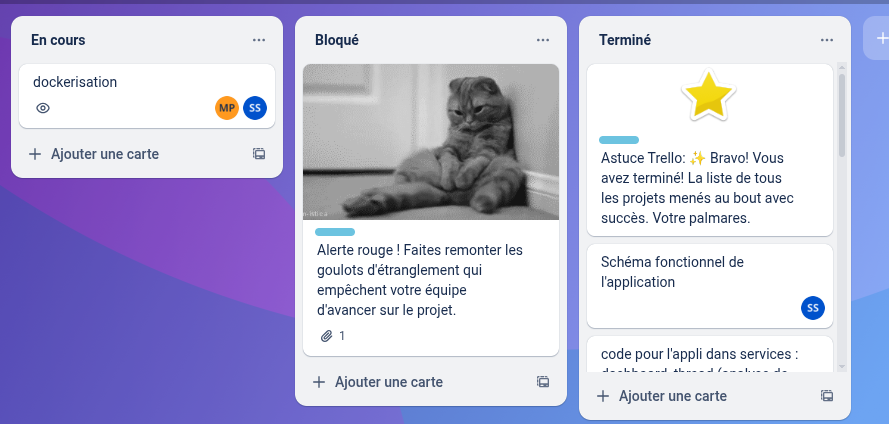 En cours
dockerisation
MP
SS
Ajouter une carte
Bloqué
Alerte rouge ! Faites remonter les
goulots d'étranglement qui
empêchent votre équipe
d'avancer sur le projet.
1
Ajouter une carte
Terminé
Astuce Trello: ✨ Bravo! Vous
avez terminé! La liste de tous
les projets menés au bout avec
succès. Votre palmares.
Schéma fonctionnel de
l'application
SS
code pour l'appli dans services :
Ajouter une carte